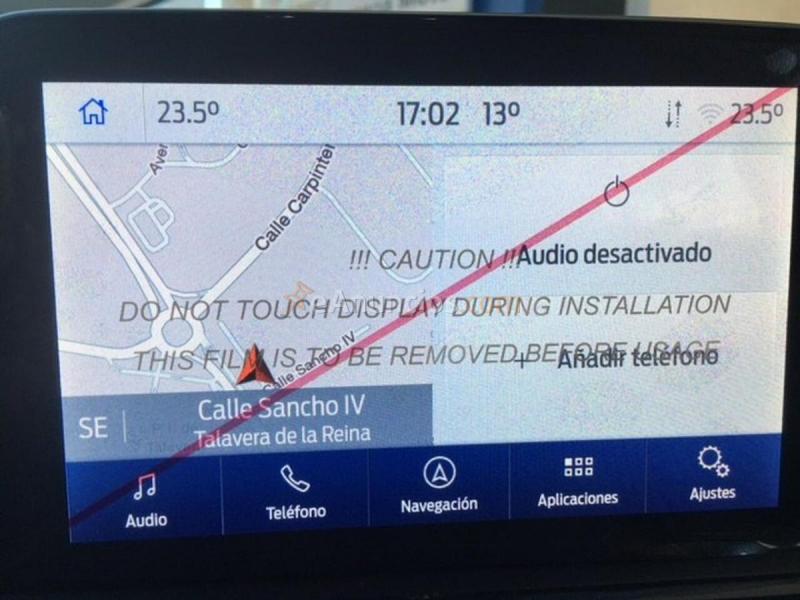 23.5º 17:02 13º 23.5º
Aven
Calle Carpinter
!!! CAUTION !!!
Audio desactivado
DO NOT TOUCH DISPLAY DURING INSTALLATION
THIS FILM IS TO BE REMOVED BEFORE USAGE
+ Añadir teléfono
Calle Sancho IV
SE
Calle Sancho IV
Talavera de la Reina
Audio
Teléfono
Navegación
Aplicaciones
Ajustes